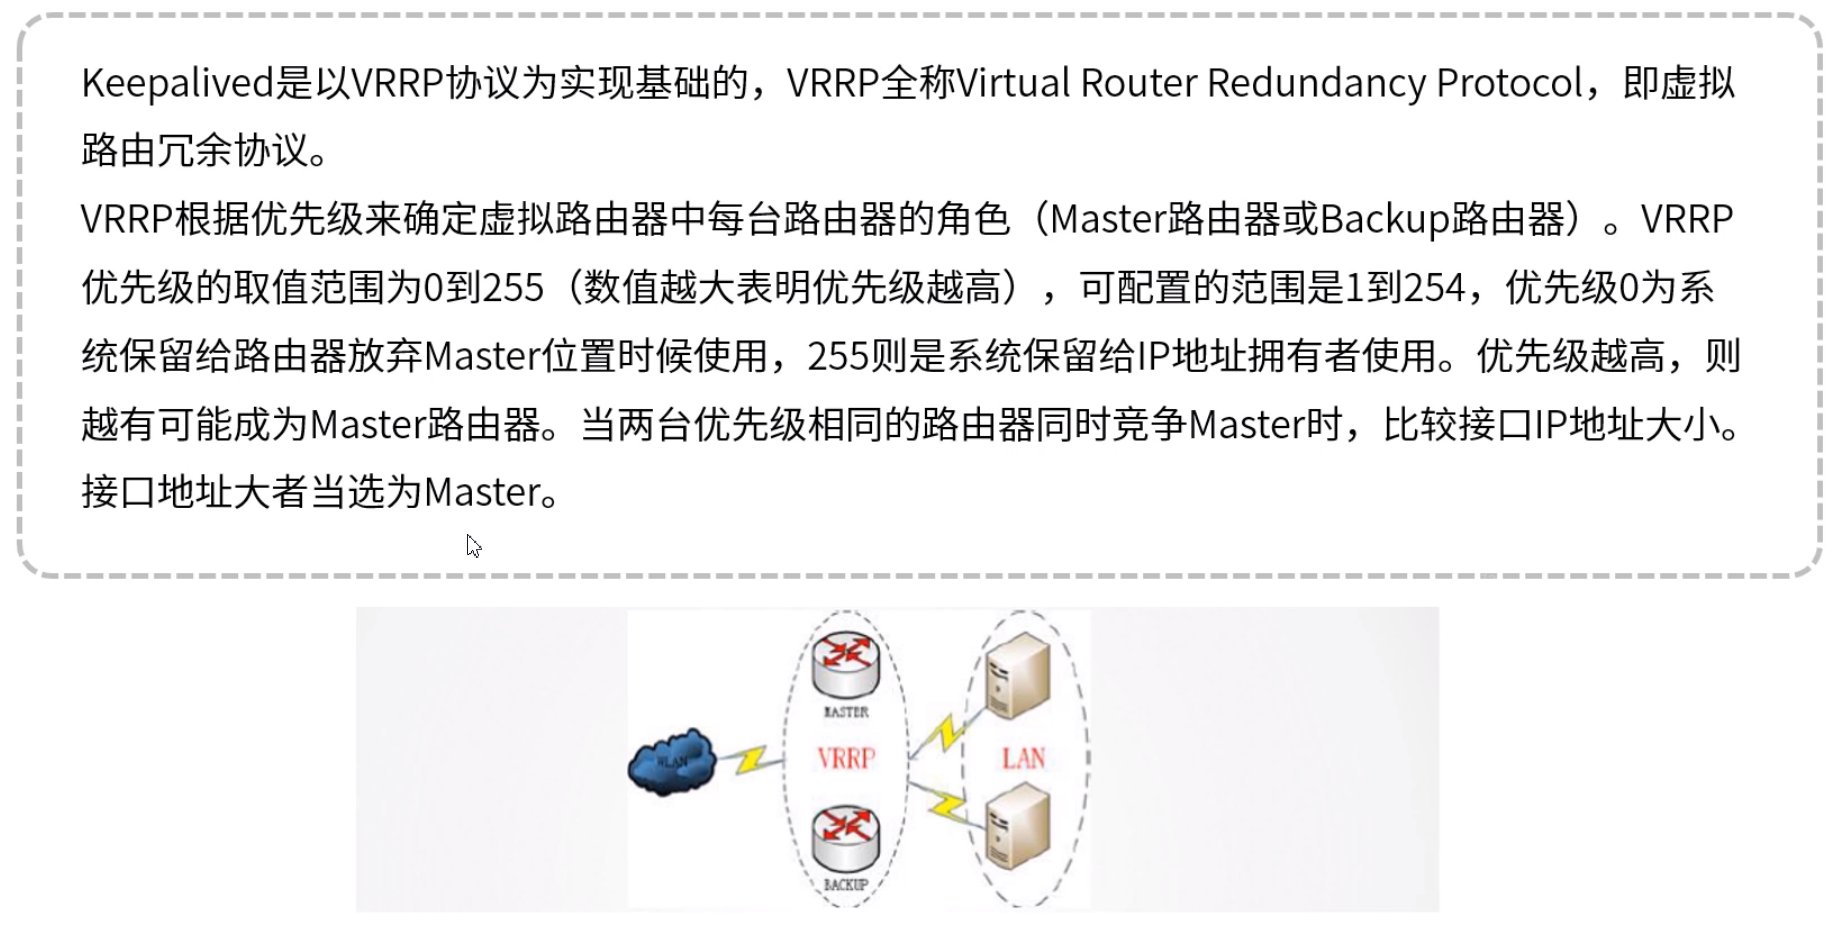 Keepalived是以VRRP协议为实现基础的，VRRP全称Virtual Router Redundancy Protocol，即虚拟
路由冗余协议。
VRRP根据优先级来确定虚拟路由器中每台路由器的角色（Master路由器或Backup路由器）。VRRP
优先级的取值范围为0到255（数值越大表明优先级越高），可配置的范围是1到254，优先级0为系
统保留给路由器放弃Master位置时候使用，255则是系统保留给IP地址拥有者使用。优先级越高，则
越有可能成为Master路由器。当两台优先级相同的路由器同时竞争Master时，比较接口IP地址大小。
接口地址大者当选为Master。
MASTER
WLAN
VRRP
LAN
BACKUP